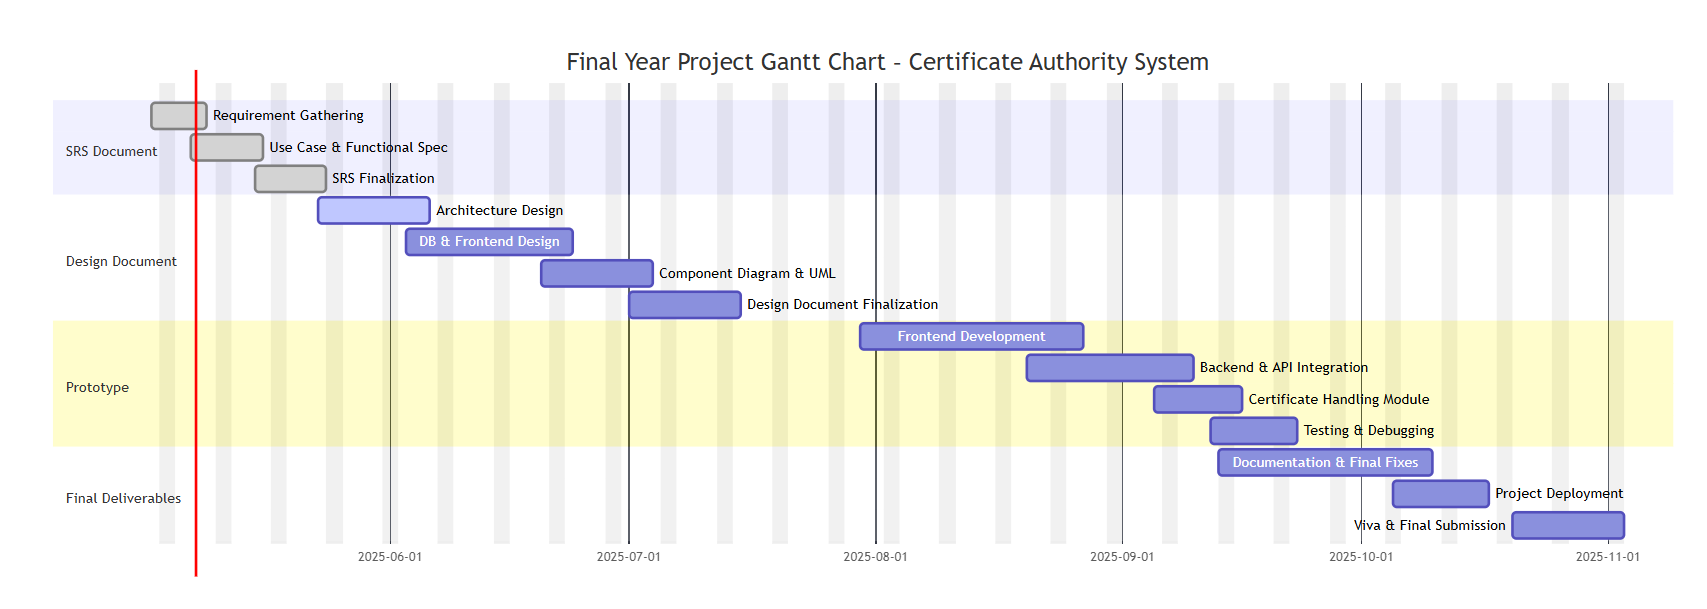 Final Year Project Gantt Chart - Certificate Authority System
SRS Document
Requirement Gathering
Use Case & Functional Spec
SRS Finalization
Design Document
Architecture Design
DB & Frontend Design
Component Diagram & UML
Design Document Finalization
Prototype
Frontend Development
Backend & API Integration
Certificate Handling Module
Testing & Debugging
Final Deliverables
Documentation & Final Fixes
Project Deployment
Viva & Final Submission
2025-06-01
2025-07-01
2025-08-01
2025-09-01
2025-10-01
2025-11-01